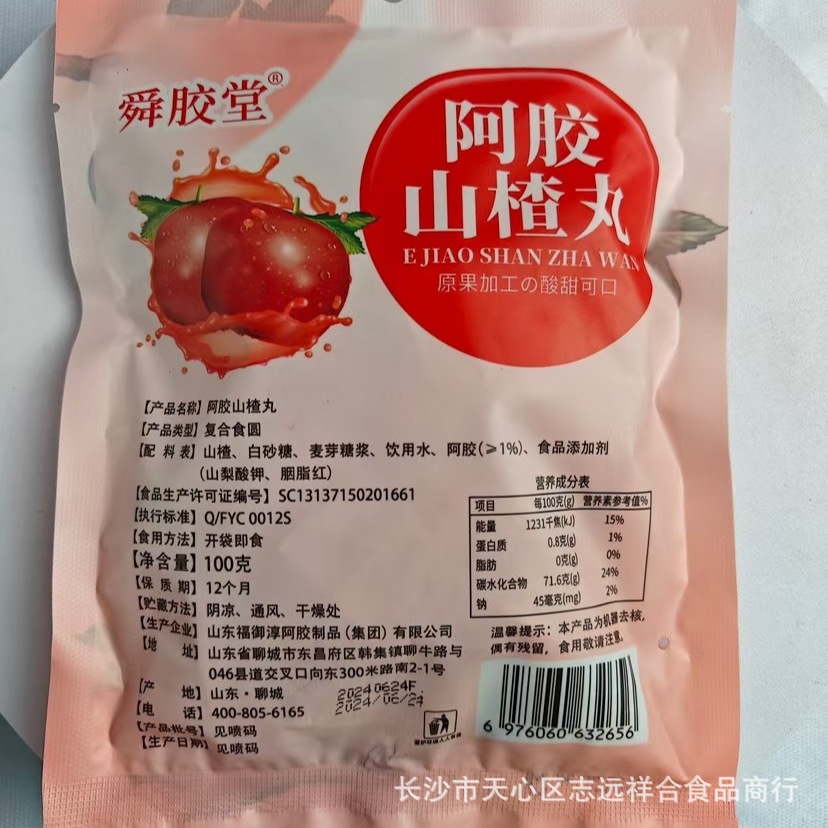 舜胶堂®
阿胶
山楂丸
E JIAO SHAN ZHA WAN
原果加工の酸甜可口
【产品名称】阿胶山楂丸
【产品类型】复合食圆
【配 料 表】山楂、白砂糖、麦芽糖浆、饮用水、阿胶(≥1%)、食品添加剂
(山梨酸钾、胭脂红)
【食品生产许可证编号】SC13137150201661
【执行标准】Q/FYC 0012S
【食用方法】开袋即食
【净含量】100克
【保 质 期】12个月
【贮藏方法】阴凉、通风、干燥处
【生产企业】山东福御淳阿胶制品(集团)有限公司
【地 址】山东省聊城市东昌府区韩集镇聊牛路与
046县道交叉口向东300米路南2-1号
【产 地】山东·聊城
【电 话】400-805-6165
【产品批号】见喷码
【生产日期】见喷码
20240624F
2024/06/24
营养成分表
项目 每100克(g) 营养素参考值%
能量 1231千焦(kJ) 15%
蛋白质 0.8克(g) 1%
脂肪 0克(g) 0%
碳水化合物 71.6克(g) 24%
钠 45毫克(mg) 2%
温馨提示：本产品为机器去核,
偶有残留，食用敬请注意。
6 976060 632656
长沙市天心区志远祥合食品商行